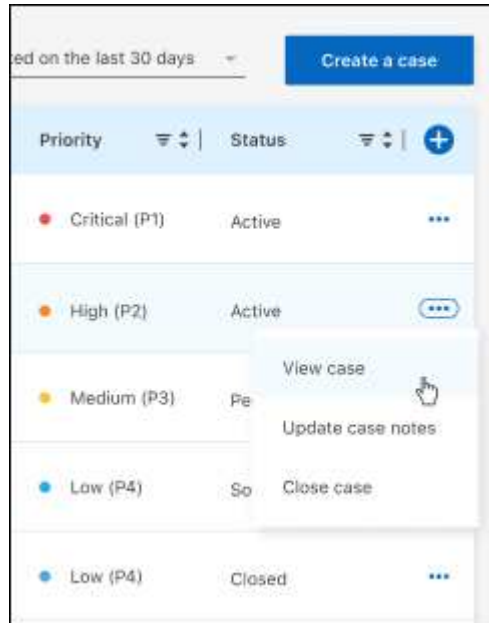 ed on the last 30 days
Create a case
Priority Status
Critical (P1) Active
High (P2) Active
View case
Medium (P3) Pe
Update case notes
Low (P4) So Close case
Low (P4) Closed